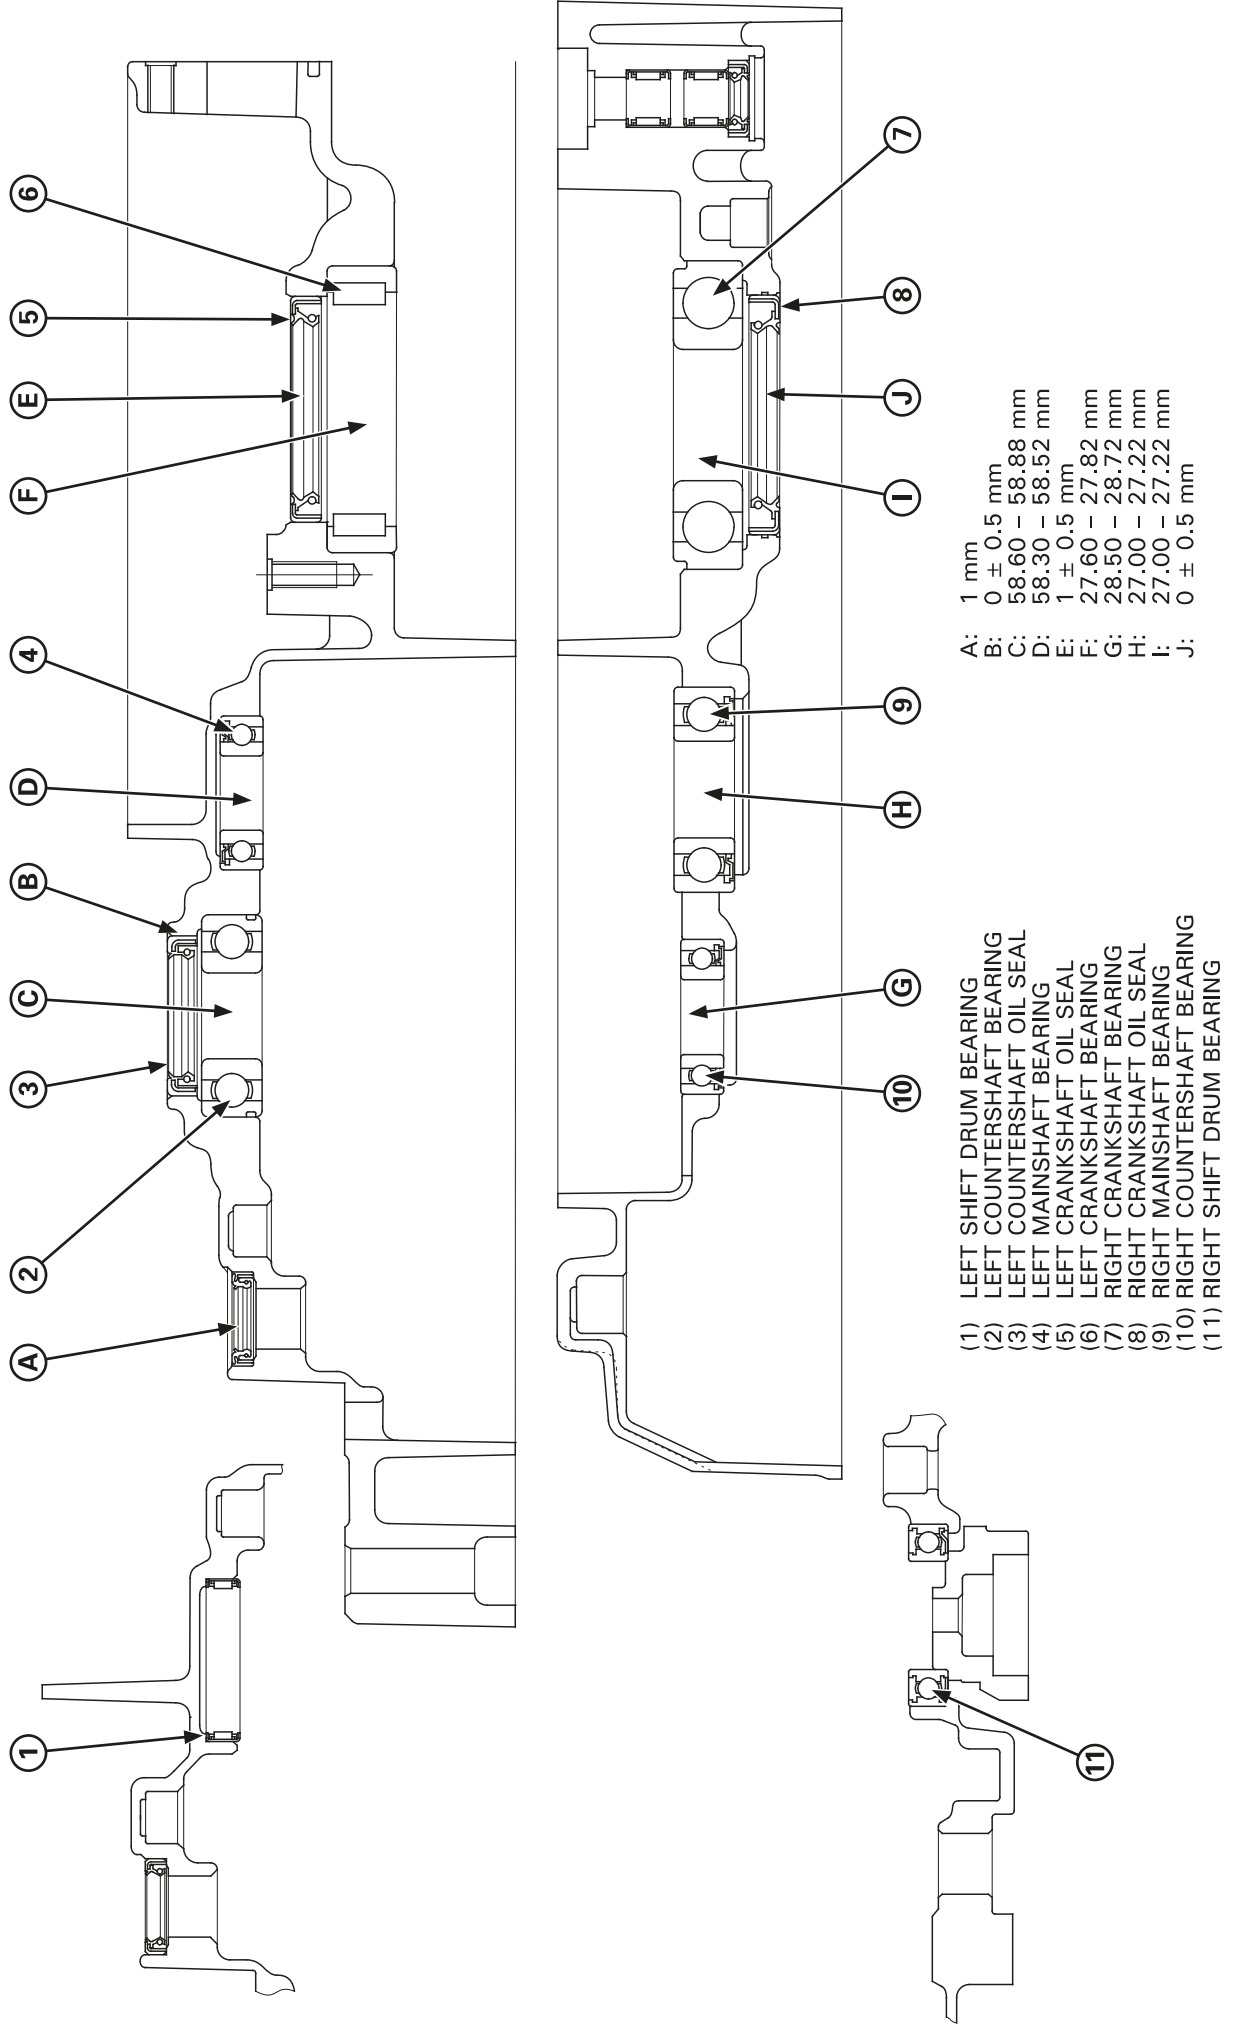 6
5
E
F
4
D
B
C
3
2
A
1
7
8
J
I
9
H
G
10
11
A: 1 mm
B: 0 ± 0.5 mm
C: 58.60 – 58.88 mm
D: 58.30 – 58.52 mm
E: 1 ± 0.5 mm
F: 27.60 – 27.82 mm
G: 28.50 – 28.72 mm
H: 27.00 – 27.22 mm
I: 27.00 – 27.22 mm
J: 0 ± 0.5 mm
(1) LEFT SHIFT DRUM BEARING
(2) LEFT COUNTERSHAFT BEARING
(3) LEFT COUNTERSHAFT OIL SEAL
(4) LEFT MAINSHAFT BEARING
(5) LEFT CRANKSHAFT OIL SEAL
(6) LEFT CRANKSHAFT BEARING
(7) RIGHT CRANKSHAFT BEARING
(8) RIGHT CRANKSHAFT OIL SEAL
(9) RIGHT MAINSHAFT BEARING
(10) RIGHT COUNTERSHAFT BEARING
(11) RIGHT SHIFT DRUM BEARING